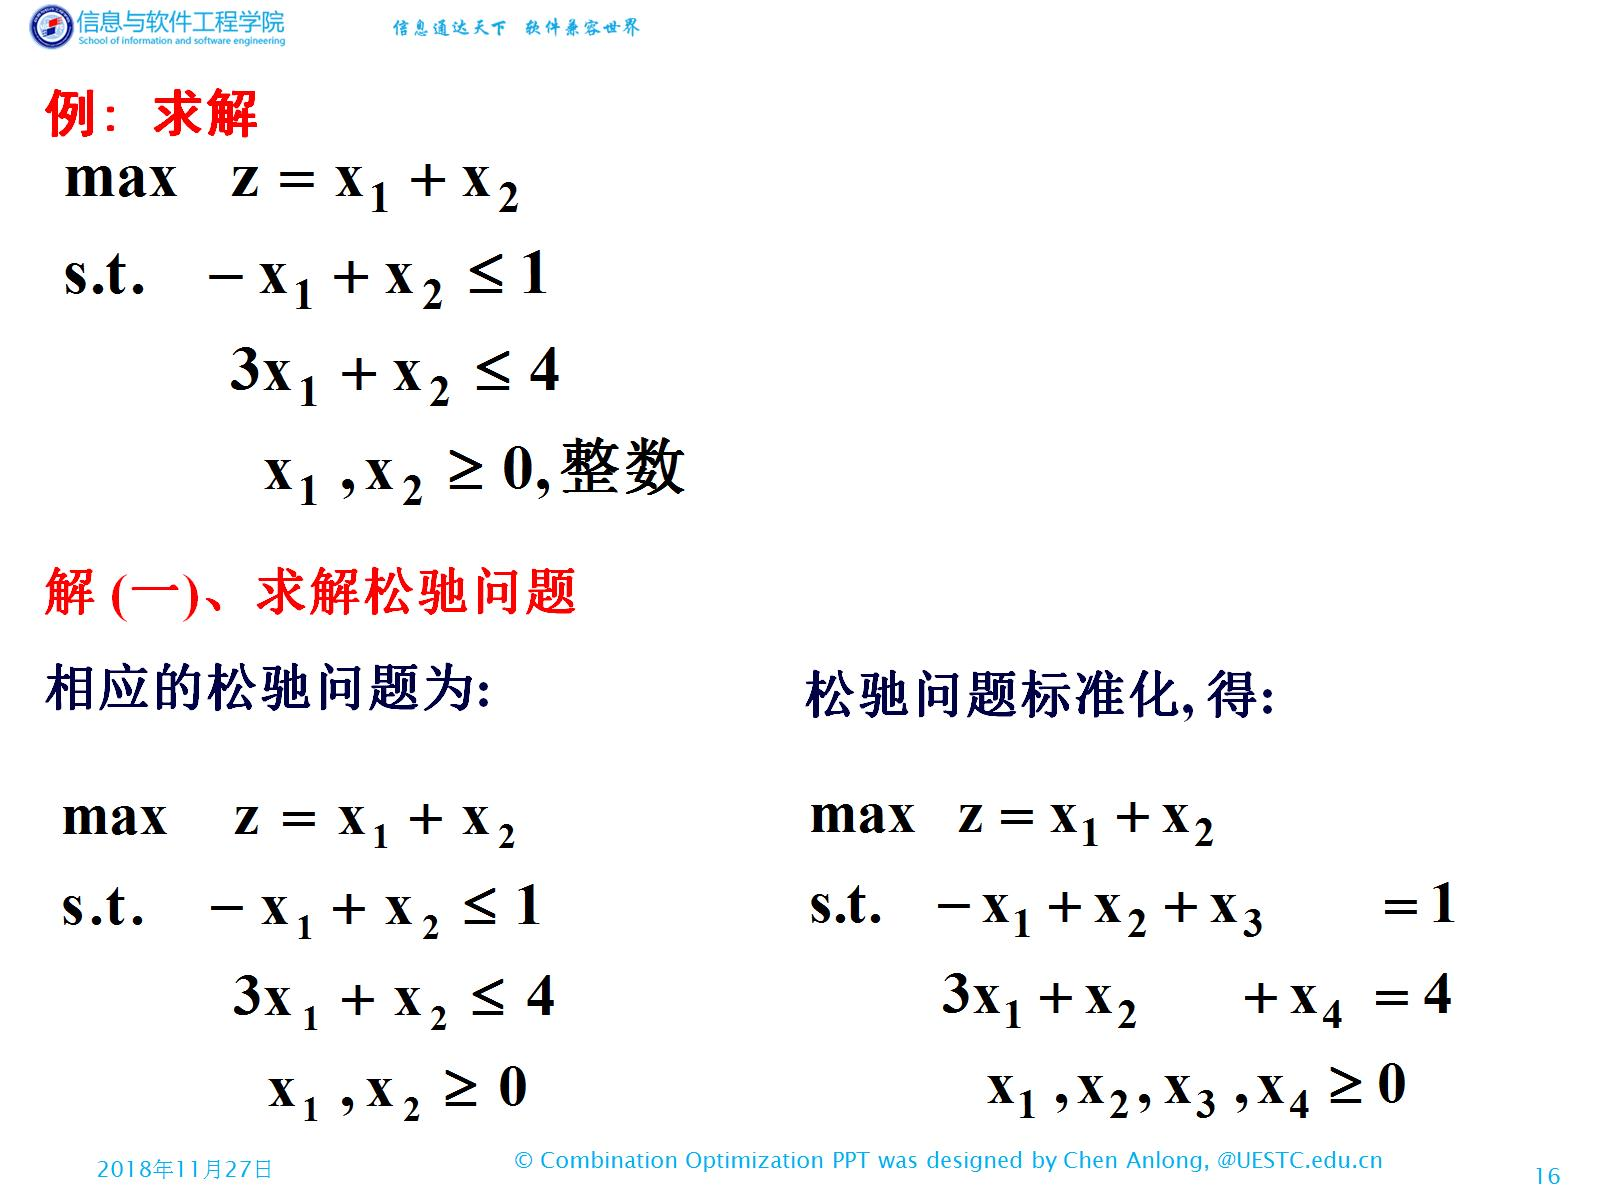 信息与软件工程学院
School of information and software engineering
信息通达天下 软件兼容世界
例: 求解
max z = x₁ + x₂
s.t. − x₁ + x₂ ≤ 1
3x₁ + x₂ ≤ 4
x₁ , x₂ ≥ 0, 整数
解 (一)、求解松驰问题
相应的松驰问题为:
max z = x₁ + x₂
s.t. − x₁ + x₂ ≤ 1
3x₁ + x₂ ≤ 4
x₁ , x₂ ≥ 0
松驰问题标准化, 得:
max z = x₁ + x₂
s.t. − x₁ + x₂ + x₃ = 1
3x₁ + x₂ + x₄ = 4
x₁ , x₂ , x₃ , x₄ ≥ 0
2018年11月27日
© Combination Optimization PPT was designed by Chen Anlong, @UESTC.edu.cn
16